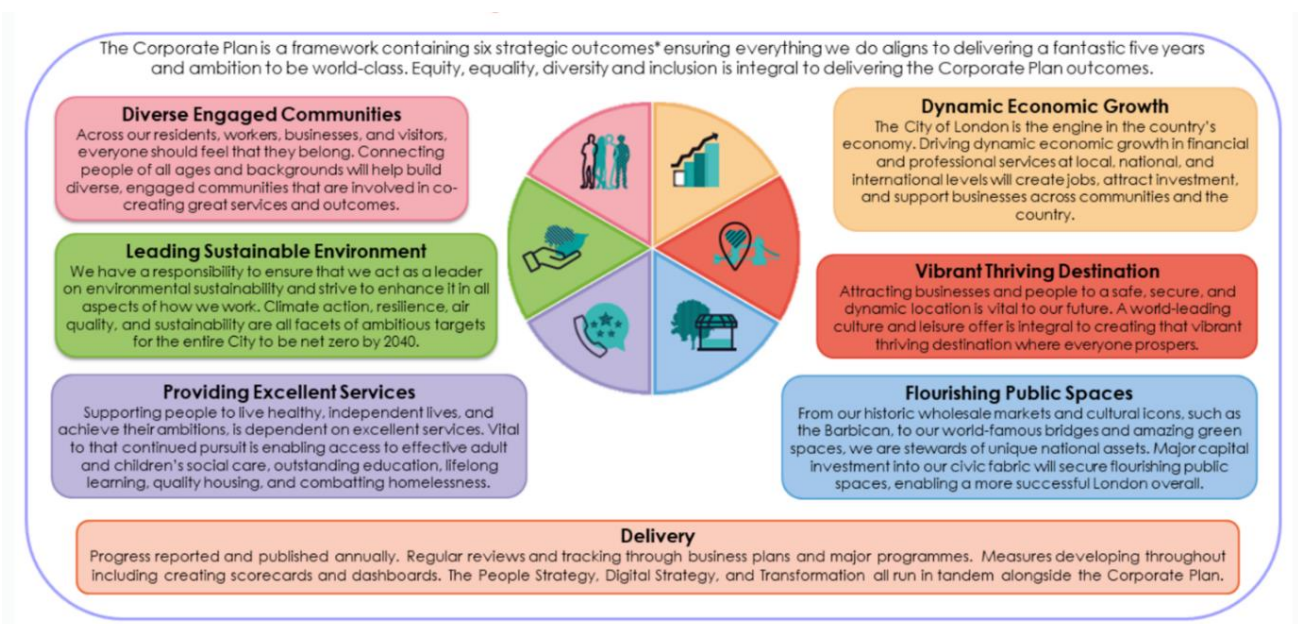 The Corporate Plan is a framework containing six strategic outcomes* ensuring everything we do aligns to delivering a fantastic five years
and ambition to be world-class. Equity, equality, diversity and inclusion is integral to delivering the Corporate Plan outcomes.
Diverse Engaged Communities
Across our residents, workers, businesses, and visitors,
everyone should feel that they belong. Connecting
people of all ages and backgrounds will help build
diverse, engaged communities that are involved in co-
creating great services and outcomes.
Leading Sustainable Environment
We have a responsibility to ensure that we act as a leader
on environmental sustainability and strive to enhance it in all
aspects of how we work. Climate action, resilience, air
quality, and sustainability are all facets of ambitious targets
for the entire City to be net zero by 2040.
Providing Excellent Services
Supporting people to live healthy, independent lives, and
achieve their ambitions, is dependent on excellent services. Vital
to that continued pursuit is enabling access to effective adult
and children's social care, outstanding education, lifelong
learning, quality housing, and combatting homelessness.
Dynamic Economic Growth
The City of London is the engine in the country's
economy. Driving dynamic economic growth in financial
and professional services at local, national, and
international levels will create jobs, attract investment,
and support businesses across communities and the
country.
Vibrant Thriving Destination
Attracting businesses and people to a safe, secure, and
dynamic location is vital to our future. A world-leading
culture and leisure offer is integral to creating that vibrant
thriving destination where everyone prospers.
Flourishing Public Spaces
From our historic wholesale markets and cultural icons, such as
the Barbican, to our world-famous bridges and amazing green
spaces, we are stewards of unique national assets. Major capital
investment into our civic fabric will secure flourishing public
spaces, enabling a more successful London overall.
Delivery
Progress reported and published annually. Regular reviews and tracking through business plans and major programmes. Measures developing throughout
including creating scorecards and dashboards. The People Strategy, Digital Strategy, and Transformation all run in tandem alongside the Corporate Plan.